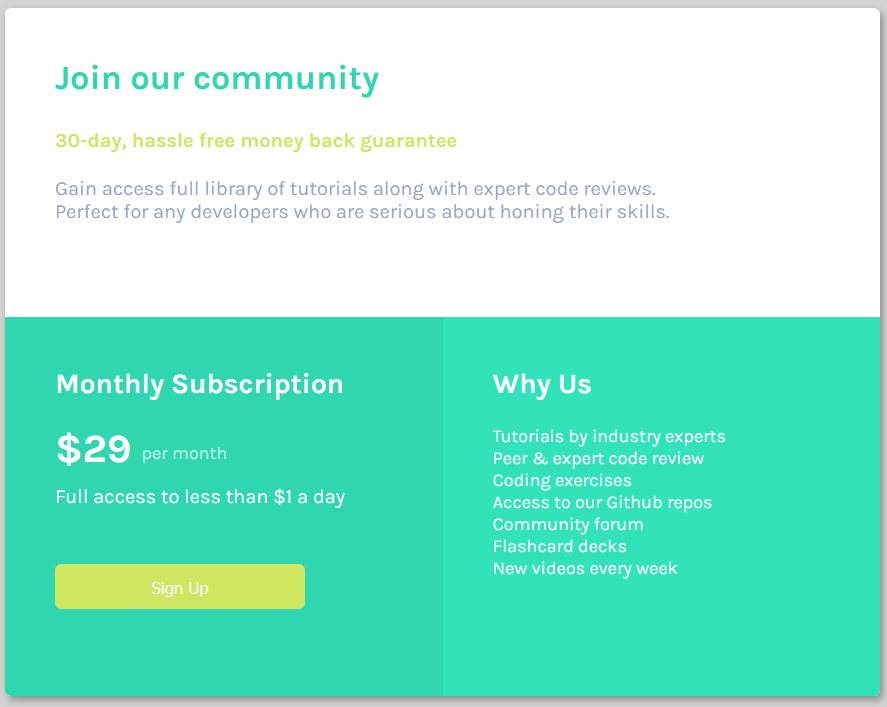 Join our community
30-day, hassle free money back guarantee
Gain access full library of tutorials along with expert code reviews.
Perfect for any developers who are serious about honing their skills.
Monthly Subscription
$29 per month
Full access to less than $1 a day
Sign Up
Why Us
Tutorials by industry experts
Peer & expert code review
Coding exercises
Access to our Github repos
Community forum
Flashcard decks
New videos every week